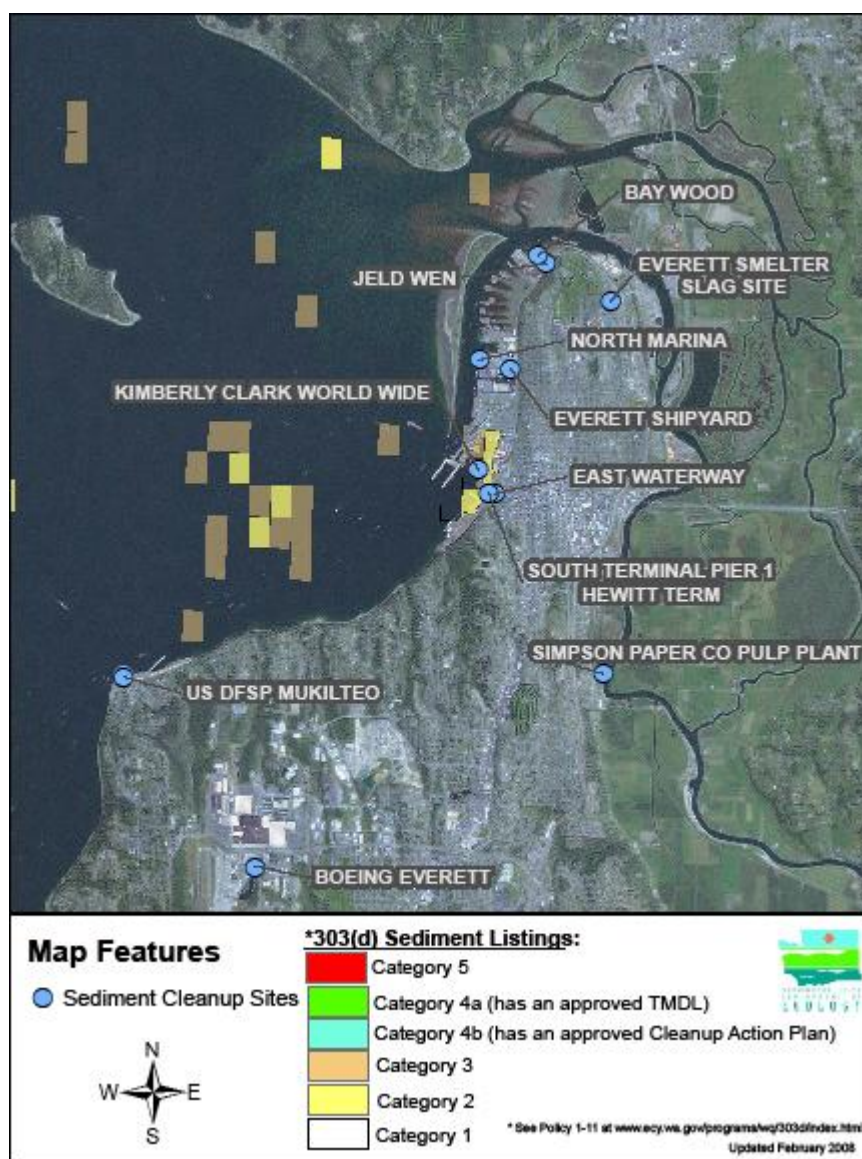 BAY WOOD
JELD WEN
EVERETT SMELTER
SLAG SITE
NORTH MARINA
KIMBERLY CLARK WORLD WIDE
EVERETT SHIPYARD
EAST WATERWAY
SOUTH TERMINAL PIER 1
HEWITT TERM
SIMPSON PAPER CO PULP PLANT
US DFSP MUKILTEO
BOEING EVERETT
Map Features
Sediment Cleanup Sites
N
W E
S
*303(d) Sediment Listings:
Category 5
Category 4a (has an approved TMDL)
Category 4b (has an approved Cleanup Action Plan)
Category 3
Category 2
Category 1
ECOLOGY
* See Policy 1-11 at www.ecy.wa.gov/programs/wq/303d/index.html
Updated February 2008